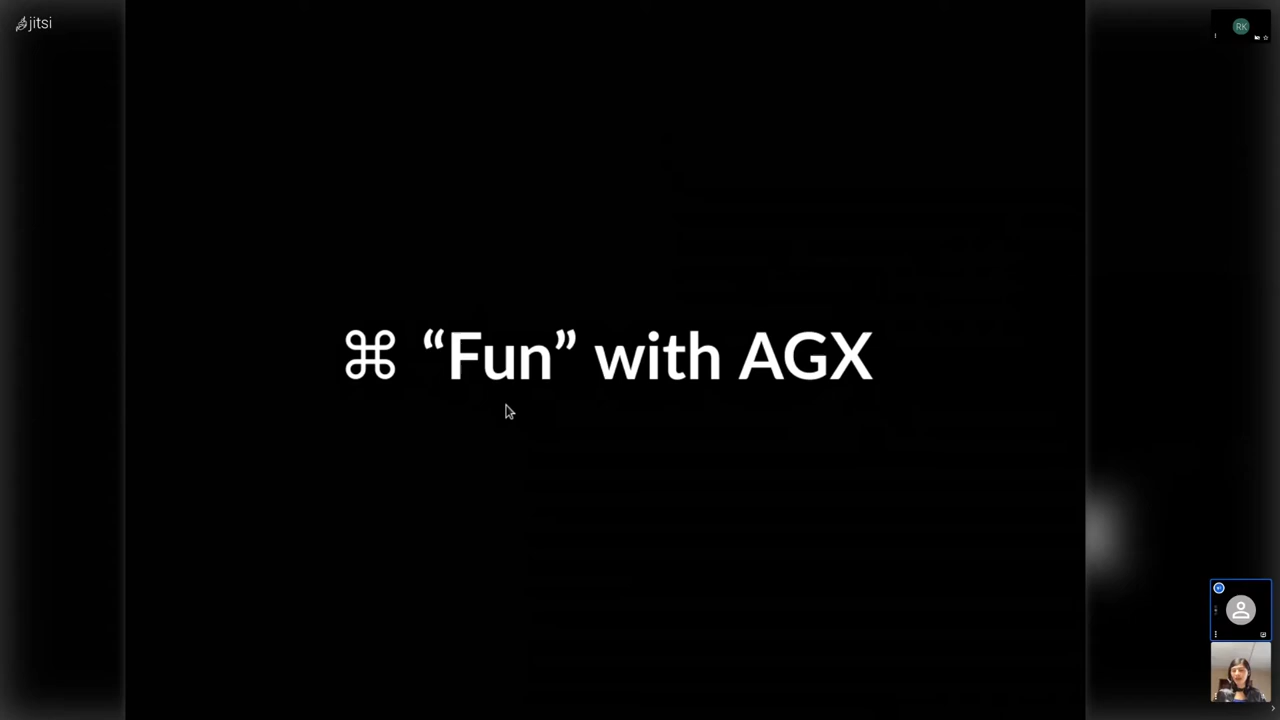 jitsi
RK
⌘ “Fun” with AGX